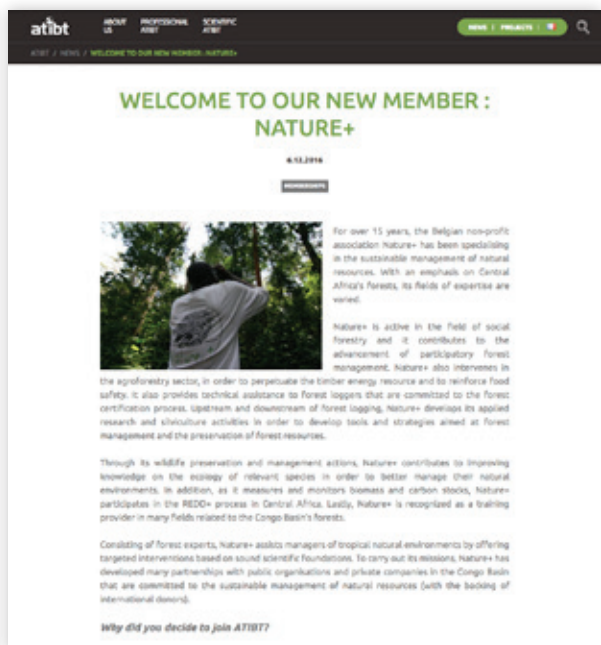 atibt
ABOUT US
PROFESSIONAL ATIBT
SCIENTIFIC ATIBT
NEWS | PROJECTS |
ATIBT / NEWS / WELCOME TO OUR NEW MEMBER: NATURE+
WELCOME TO OUR NEW MEMBER :
NATURE+
6.12.2016
MEMBERSHIPS
For over 15 years, the Belgian non-profit
association Nature+ has been specialising
in the sustainable management of natural
resources. With an emphasis on Central
Africa's forests, its fields of expertise are
varied.
Nature+ is active in the field of social
forestry and it contributes to the
advancement of participatory forest
management. Nature+ also intervenes in
the agroforestry sector, in order to perpetuate the timber energy resource and to reinforce food
safety. It also provides technical assistance to forest loggers that are committed to the forest
certification process. Upstream and downstream of forest logging, Nature+ develops its applied
research and silviculture activities in order to develop tools and strategies aimed at forest
management and the preservation of forest resources.
Through its wildlife preservation and management actions, Nature+ contributes to improving
knowledge on the ecology of relevant species in order to better manage their natural
environments. In addition, as it measures and monitors biomass and carbon stocks, Nature+
participates in the REDD+ process in Central Africa. Lastly, Nature+ is recognized as a training
provider in many fields related to the Congo Basin's forests.
Consisting of forest experts, Nature+ assists managers of tropical natural environments by offering
targeted interventions based on sound scientific foundations. To carry out its missions, Nature+ has
developed many partnerships with public organisations and private companies in the Congo Basin
that are committed to the sustainable management of natural resources (with the backing of
international donors).
Why did you decide to join ATIBT?